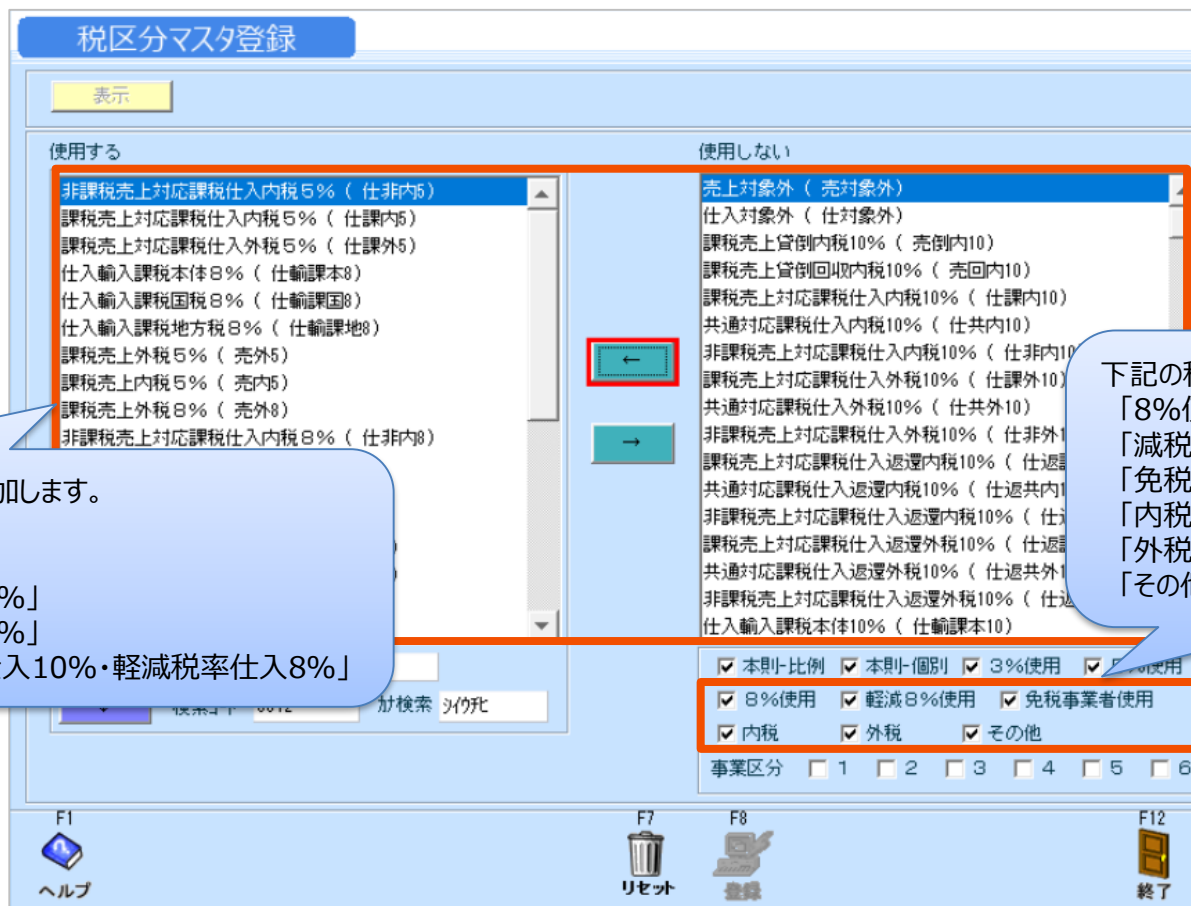 税区分マスタ登録
表示
使用する
非課税売上対応課税仕入内税５％（ 仕非内5）
課税売上対応課税仕入内税５％（ 仕課内5）
課税売上対応課税仕入外税５％（ 仕課外5）
仕入輸入課税本体８％（ 仕輸課本8）
仕入輸入課税国税８％（ 仕輸課国8）
仕入輸入課税地方税８％（ 仕輸課地8）
課税売上外税５％（ 売外5）
課税売上内税５％（ 売内5）
課税売上外税８％（ 売外8）
非課税売上対応課税仕入内税８％（ 仕非内8）
加します。
％」
％」
仕入10％・軽減税率仕入8％」
ｶﾅ検索 ｼｲｳﾁﾋ
←
→
使用しない
売上対象外（ 売対象外）
仕入対象外（ 仕対象外）
課税売上貸倒内税10％（ 売倒内10）
課税売上貸倒回収内税10％（ 売回内10）
課税売上対応課税仕入内税10％（ 仕課内10）
共通対応課税仕入内税10％（ 仕共内10）
非課税売上対応課税仕入内税10％（ 仕非内10
課税売上対応課税仕入外税10％（ 仕課外10）
共通対応課税仕入外税10％（ 仕共外10）
非課税売上対応課税仕入外税10％（ 仕非外1
課税売上対応課税仕入返還内税10％（ 仕返
共通対応課税仕入返還内税10％（ 仕返共内1
非課税売上対応課税仕入返還内税10％（ 仕
課税売上対応課税仕入返還外税10％（ 仕返
共通対応課税仕入返還外税10％（ 仕返共外1
非課税売上対応課税仕入返還外税10％（ 仕
仕入輸入課税本体10％（ 仕輸課本10）
下記の
「8％
「減税
「免税
「内税
「外税
「その他
本則-比例 本則-個別 ３％使用 使用
８％使用 軽減８％使用 免税事業者使用
内税 外税 その他
事業区分 １ ２ ３ ４ ５ ６
F1 F7 F8 F12
ヘルプ リセット 登録 終了